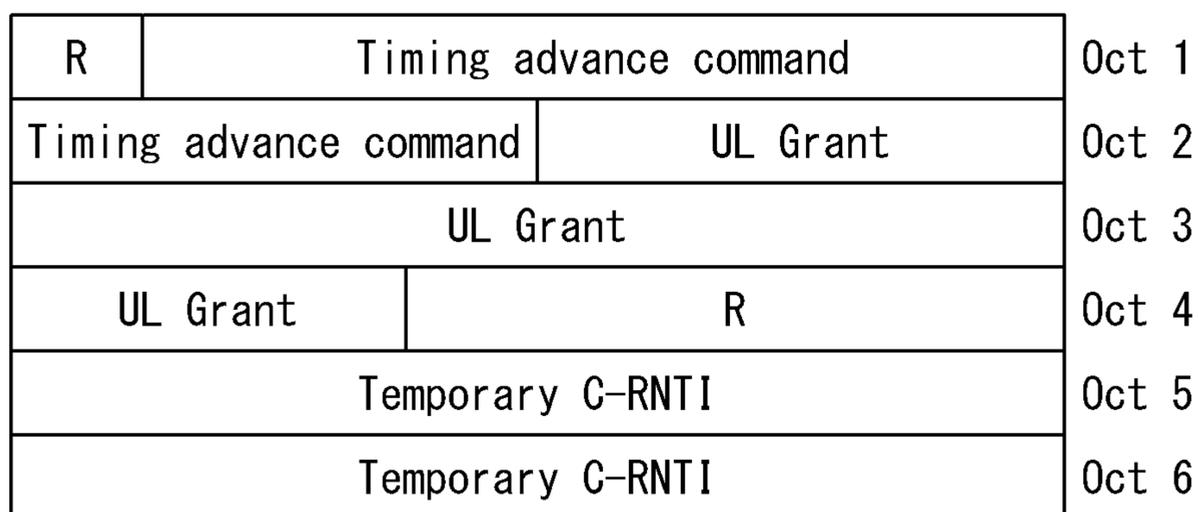 R Timing advance command Oct 1
Timing advance command UL Grant Oct 2
UL Grant Oct 3
UL Grant R Oct 4
Temporary C-RNTI Oct 5
Temporary C-RNTI Oct 6